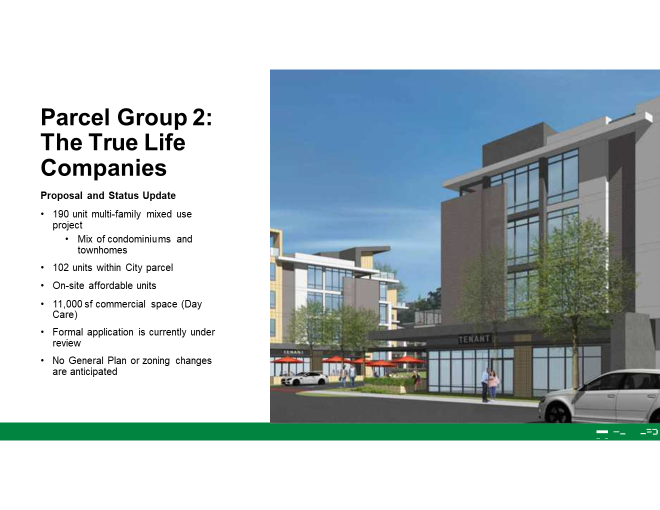 Parcel Group 2:
The True Life
Companies
Proposal and Status Update
• 190 unit multi-family mixed use
project
• Mix of condominiums and
townhomes
• 102 units within City parcel
• On-site affordable units
• 11,000 sf commercial space (Day
Care)
• Formal application is currently under
review
• No General Plan or zoning changes
are anticipated
TENANT
TENANT